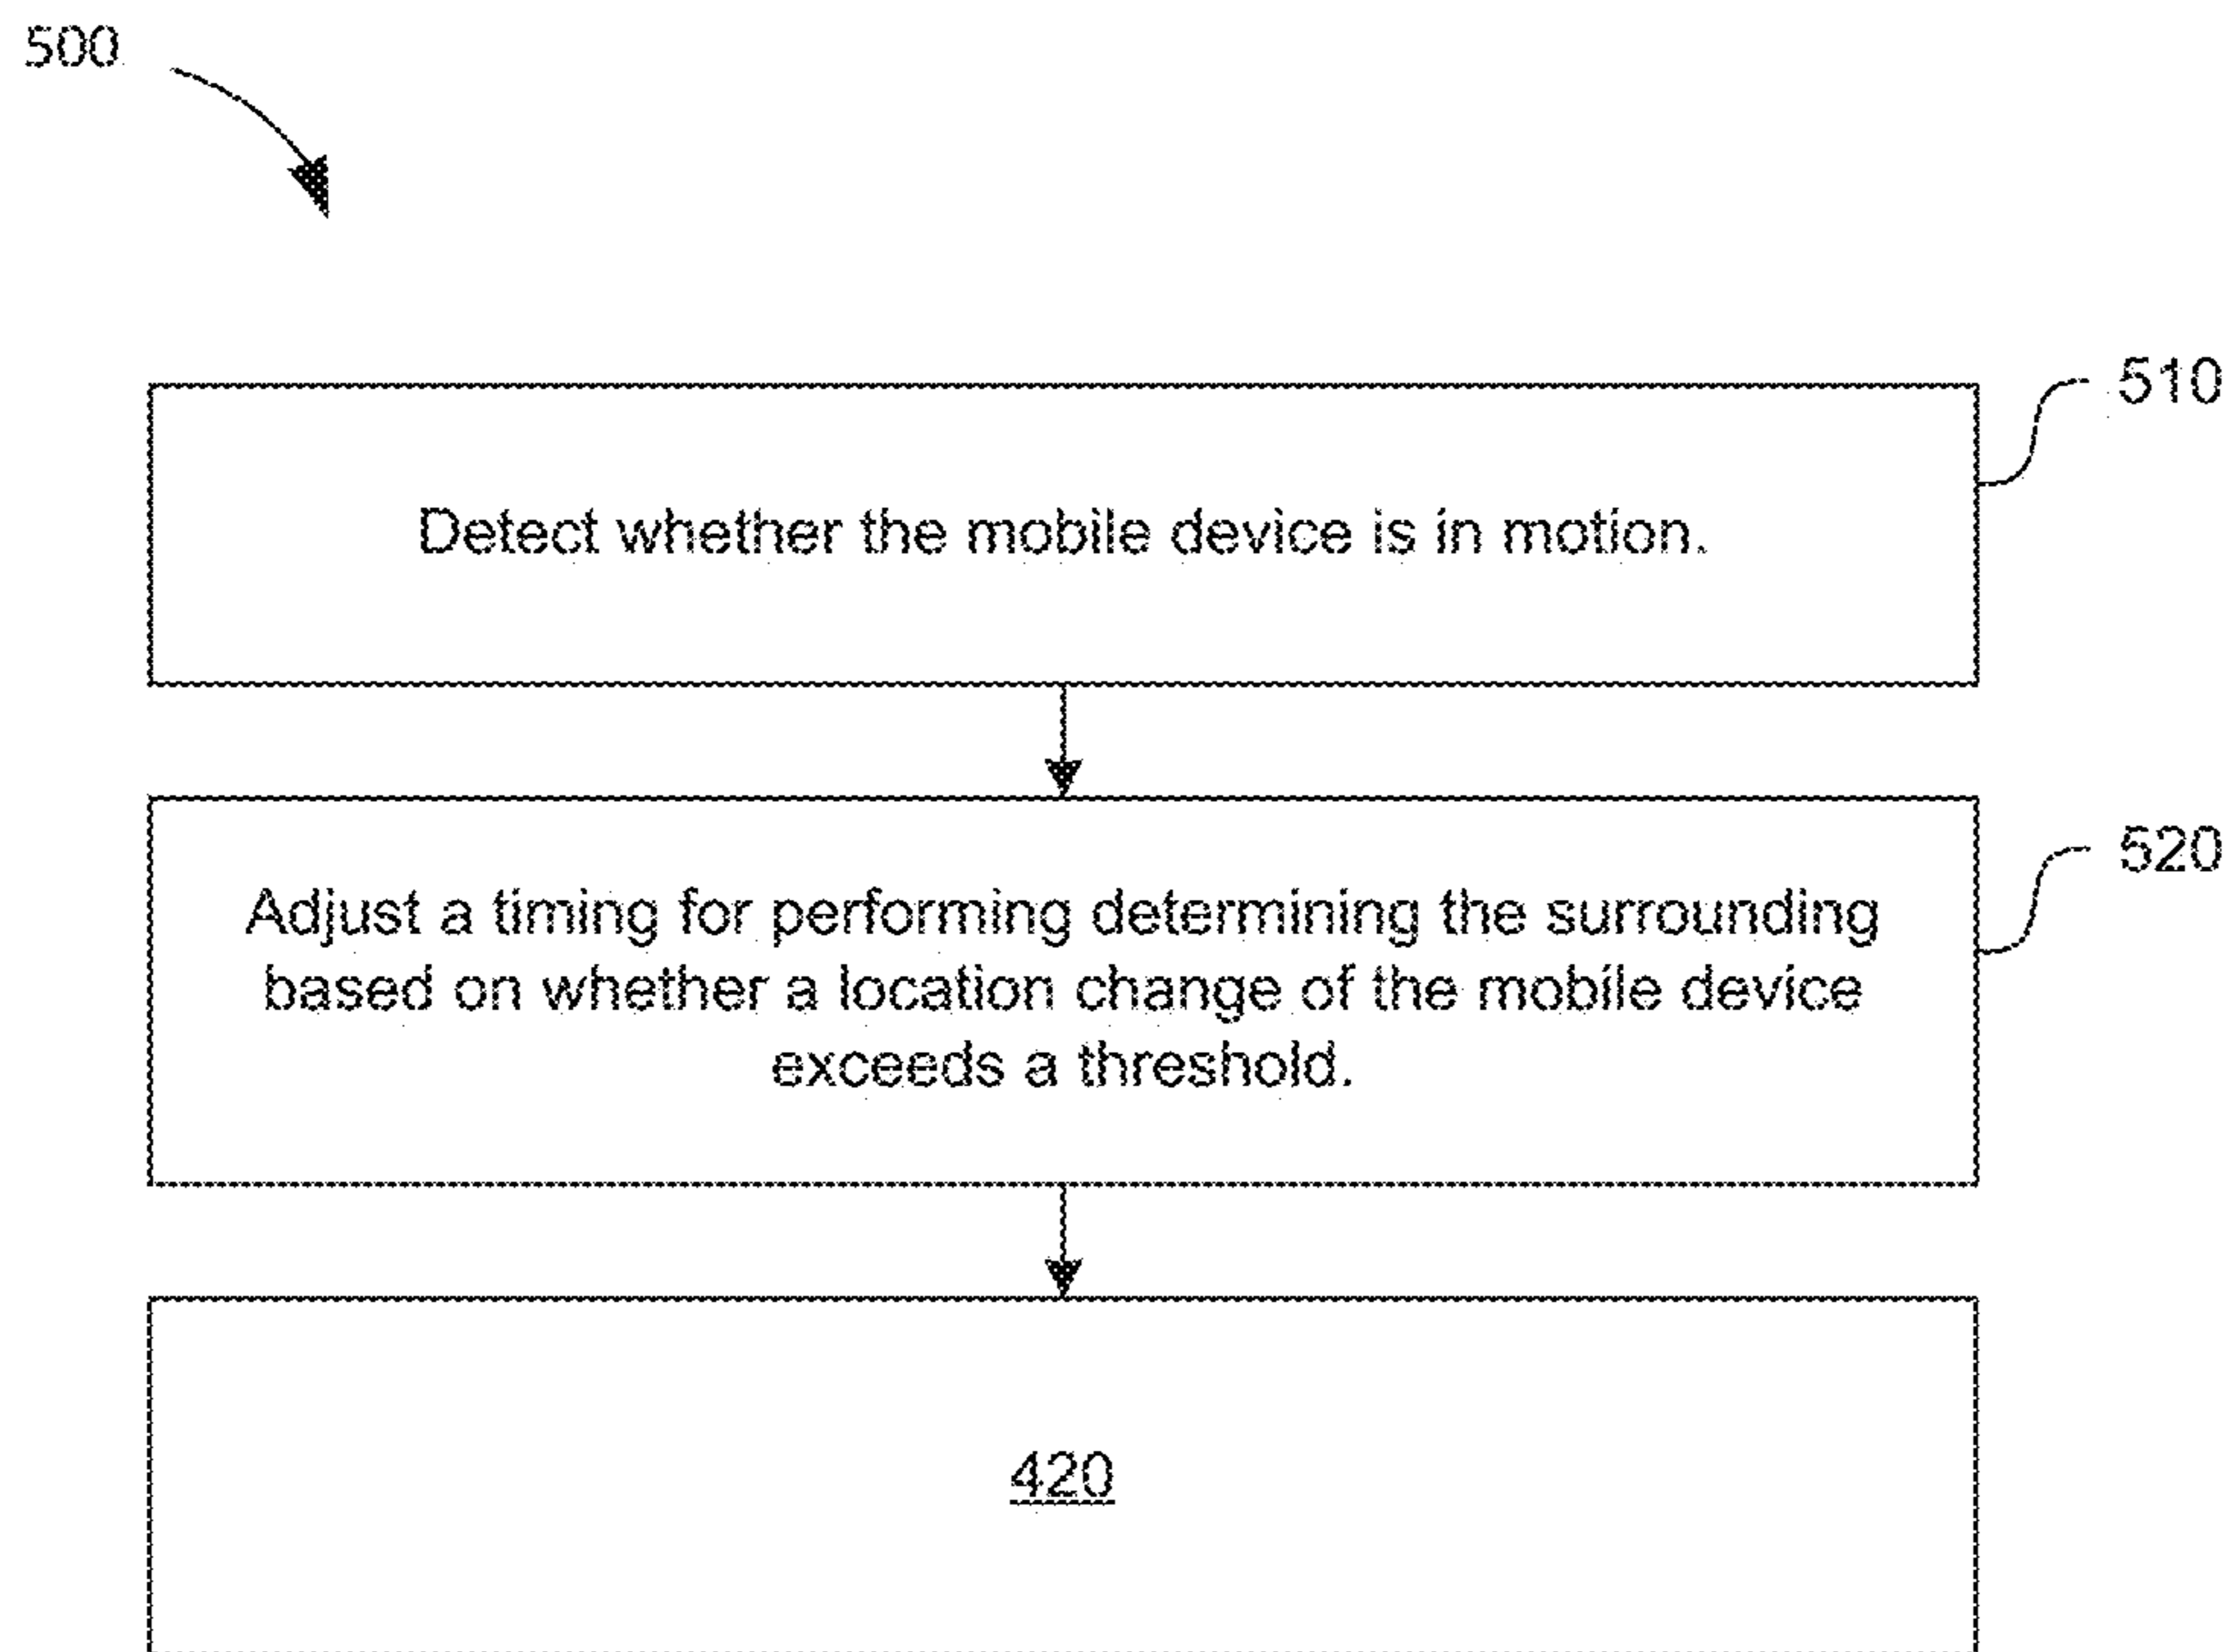 500
510
Detect whether the mobile device is in motion.
520
Adjust a timing for performing determining the surrounding
based on whether a location change of the mobile device
exceeds a threshold.
420